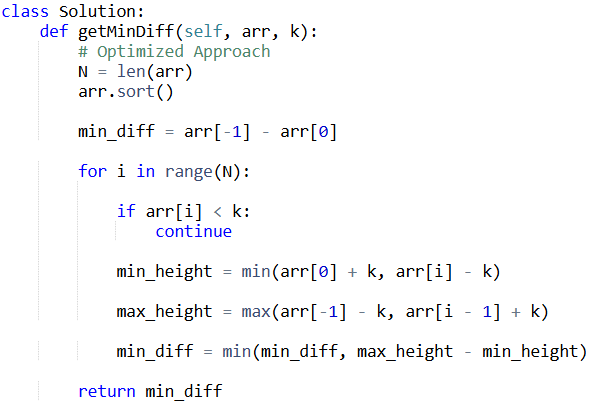 class Solution:
    def getMinDiff(self, arr, k):
        # Optimized Approach
        N = len(arr)
        arr.sort()
        min_diff = arr[-1] - arr[0]
        for i in range(N):
            if arr[i] < k:
                continue
            min_height = min(arr[0] + k, arr[i] - k)
            max_height = max(arr[-1] - k, arr[i - 1] + k)
            min_diff = min(min_diff, max_height - min_height)
        return min_diff